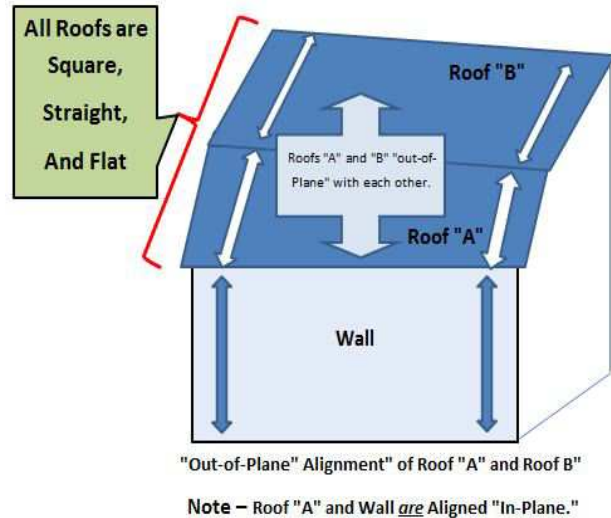 All Roofs are
Square,
Straight,
And Flat
Roof "B"
Roofs "A" and "B" "out-of-
Plane" with each other.
Roof "A"
Wall
"Out-of-Plane" Alignment" of Roof "A" and Roof B"
Note – Roof "A" and Wall are Aligned "In-Plane."